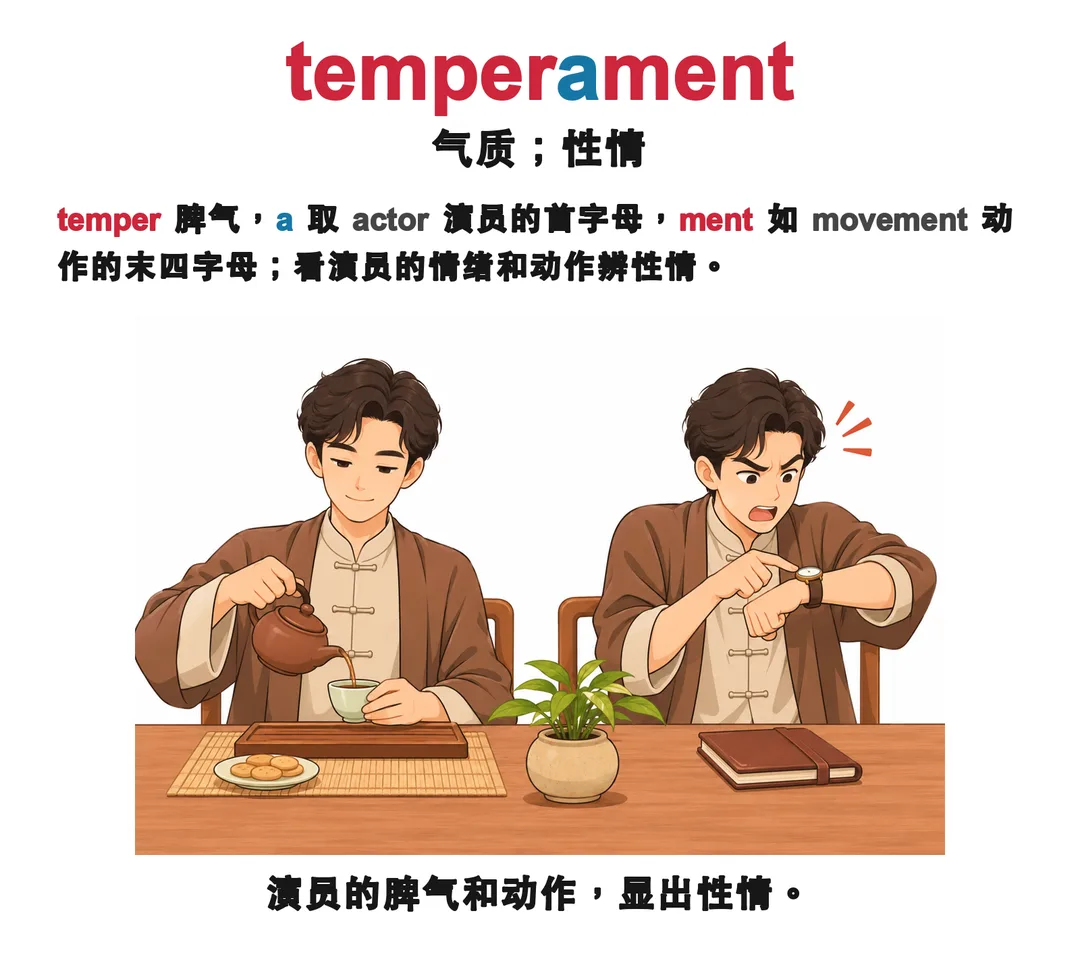 temperament
气质；性情
temper 脾气，a 取 actor 演员的首字母，ment 如 movement 动
作的末四字母；看演员的情绪和动作辨性情。
演员的脾气和动作，显出性情。